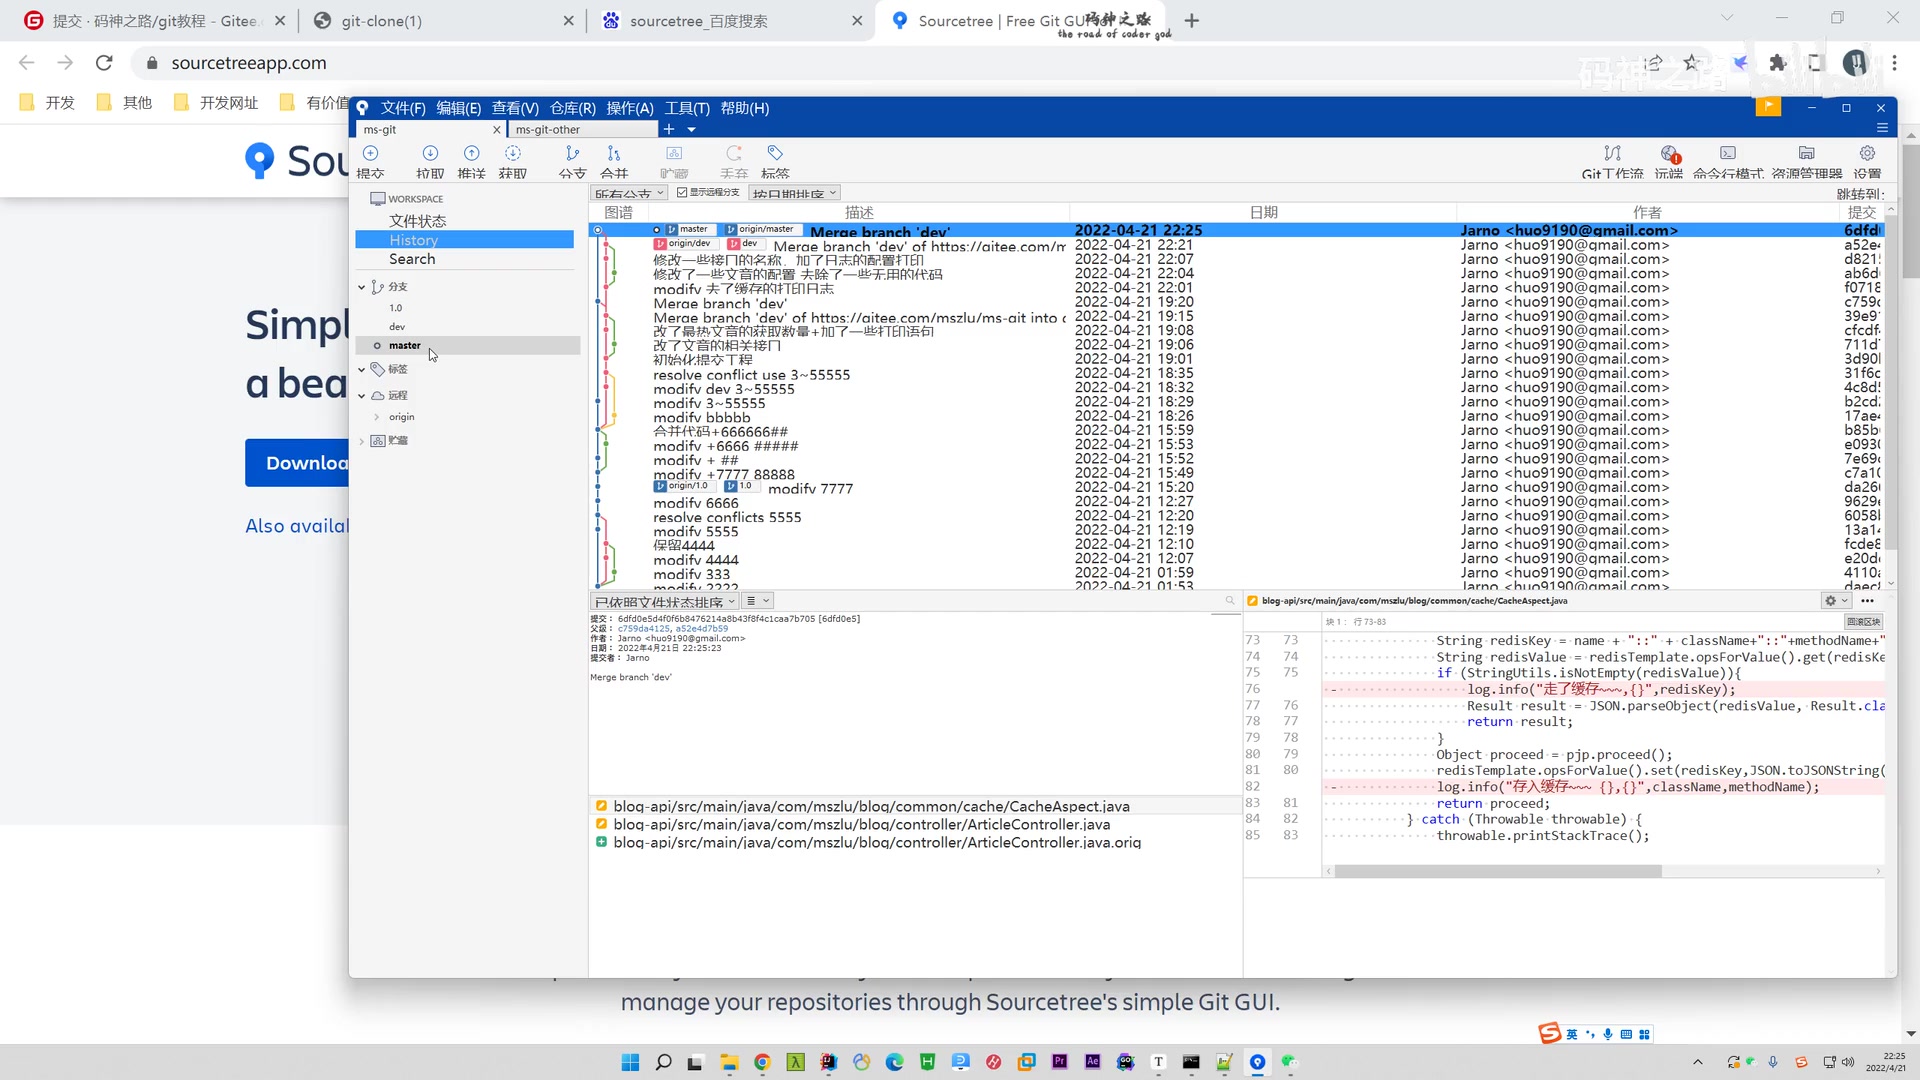 提交 · 码神之路/git教程 - Gitee.
git-clone(1)
sourcetree_百度搜索
Sourcetree | Free Git GU
码神之路
the road of coder god
sourcetreeapp.com
码神之路
开发
其他
开发网址
有价值
Sou
文件(F) 编辑(E) 查看(V) 仓库(R) 操作(A) 工具(T) 帮助(H)
ms-git
ms-git-other
提交
拉取
推送
获取
分支
合并
贮藏
丢弃
标签
Git工作流
远端
命令行模式
资源管理器
设置
WORKSPACE
文件状态
History
Search
分支
1.0
dev
master
标签
远程
origin
贮藏
所有分支
显示远程分支
按日期排序
跳转到:
图谱 描述 日期 作者 提交
master origin/master Merge branch 'dev' 2022-04-21 22:25 Jarno <huo9190@gmail.com> 6dfd
origin/dev dev Merge branch 'dev' of https://gitee.com/m 2022-04-21 22:21 Jarno <huo9190@gmail.com> a52e4
修改一些接口的名称，加了日志的配置打印 2022-04-21 22:07 Jarno <huo9190@gmail.com> d821
修改了一些文章的配置 去除了一些无用的代码 2022-04-21 22:04 Jarno <huo9190@gmail.com> ab6d
modify 去了缓存的打印日志 2022-04-21 22:01 Jarno <huo9190@gmail.com> f0718
Merge branch 'dev' 2022-04-21 19:20 Jarno <huo9190@gmail.com> c759
Merge branch 'dev' of https://gitee.com/mszlu/ms-git into 2022-04-21 19:15 Jarno <huo9190@gmail.com> 39e9
改了最热文章的获取数量+加了一些打印语句 2022-04-21 19:08 Jarno <huo9190@gmail.com> cfcdf
改了文章的相关接口 2022-04-21 19:06 Jarno <huo9190@gmail.com> 711d
初始化提交工程 2022-04-21 19:01 Jarno <huo9190@gmail.com> 3d90
resolve conflict use 3~55555 2022-04-21 18:35 Jarno <huo9190@gmail.com> 31f6
modify dev 3~55555 2022-04-21 18:32 Jarno <huo9190@gmail.com> 4c8d
modify 3~55555 2022-04-21 18:29 Jarno <huo9190@gmail.com> b2cd
modify bbbbb 2022-04-21 18:26 Jarno <huo9190@gmail.com> 17ae
合并代码+666666## 2022-04-21 15:59 Jarno <huo9190@gmail.com> b85b
modify +6666 ##### 2022-04-21 15:53 Jarno <huo9190@gmail.com> e093
modify + ## 2022-04-21 15:52 Jarno <huo9190@gmail.com> 7e69
modify +7777 88888 2022-04-21 15:49 Jarno <huo9190@gmail.com> c7a1
origin/1.0 1.0 modify 7777 2022-04-21 15:20 Jarno <huo9190@gmail.com> da26
modify 6666 2022-04-21 12:27 Jarno <huo9190@gmail.com> 9629
resolve conflicts 5555 2022-04-21 12:20 Jarno <huo9190@gmail.com> 6058
modify 5555 2022-04-21 12:19 Jarno <huo9190@gmail.com> 13a1
保留4444 2022-04-21 12:10 Jarno <huo9190@gmail.com> fcde8
modify 4444 2022-04-21 12:07 Jarno <huo9190@gmail.com> e20d
modify 333 2022-04-21 01:59 Jarno <huo9190@gmail.com> 4110
modify 2222 2022-04-21 01:53 Jarno <huo9190@gmail.com> daec
Simpl
a bea
Downloa
Also availa
已依照文件状态排序
提交： 6dfd0e5d4f0f6b8476214a8b43f8f4c1caa7b705 [6dfd0e5]
父级： c759da4125, a52e4d7b59
作者： Jarno <huo9190@gmail.com>
日期： 2022年4月21日 22:25:23
提交者： Jarno
Merge branch 'dev'
blog-api/src/main/java/com/mszlu/blog/common/cache/CacheAspect.java
blog-api/src/main/java/com/mszlu/blog/controller/ArticleController.java
blog-api/src/main/java/com/mszlu/blog/controller/ArticleController.java.orig
blog-api/src/main/java/com/mszlu/blog/common/cache/CacheAspect.java
块 1： 行 73-83
回滚区块
73 73 String redisKey = name + "::" + className+"::"+methodName+"
74 74 String redisValue = redisTemplate.opsForValue().get(redisKe
75 75 if (StringUtils.isNotEmpty(redisValue)){
76 - log.info("走了缓存~~~,{}",redisKey);
77 76 Result result = JSON.parseObject(redisValue, Result.cla
78 77 return result;
79 78 }
80 79 Object proceed = pjp.proceed();
81 80 redisTemplate.opsForValue().set(redisKey,JSON.toJSONString(
82 - log.info("存入缓存~~~ {},{}",className,methodName);
83 81 return proceed;
84 82 } catch (Throwable throwable) {
85 83 throwable.printStackTrace();
manage your repositories through Sourcetree's simple Git GUI.
英
22:25
2022/4/21